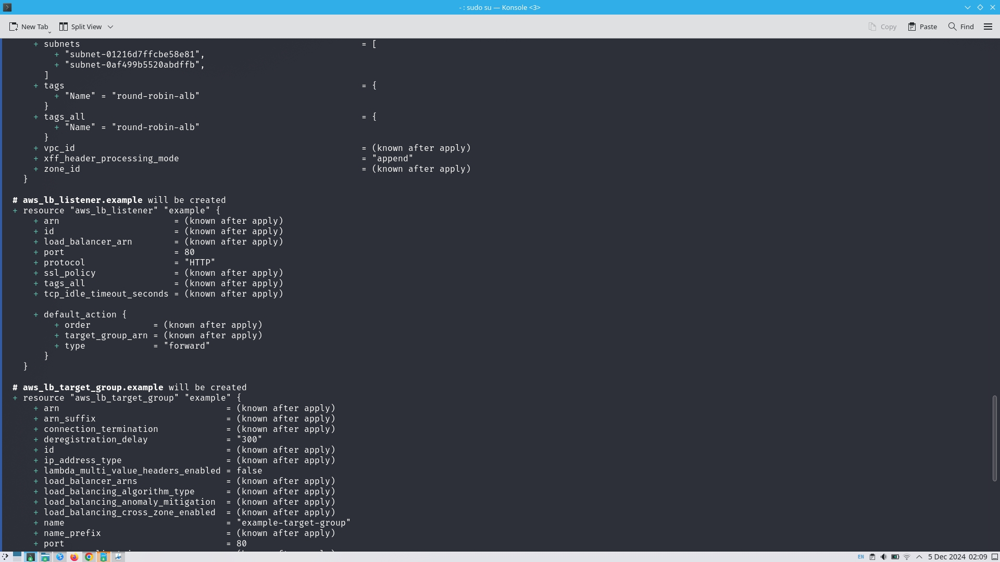 - : sudo su — Konsole <3>
New Tab Split View Copy Paste Find
+ subnets = [
+ "subnet-01216d7ffcbe58e81",
+ "subnet-0af499b5520abdffb",
]
+ tags = {
+ "Name" = "round-robin-alb"
}
+ tags_all = {
+ "Name" = "round-robin-alb"
}
+ vpc_id = (known after apply)
+ xff_header_processing_mode = "append"
+ zone_id = (known after apply)
}
# aws_lb_listener.example will be created
+ resource "aws_lb_listener" "example" {
+ arn = (known after apply)
+ id = (known after apply)
+ load_balancer_arn = (known after apply)
+ port = 80
+ protocol = "HTTP"
+ ssl_policy = (known after apply)
+ tags_all = (known after apply)
+ tcp_idle_timeout_seconds = (known after apply)
+ default_action {
+ order = (known after apply)
+ target_group_arn = (known after apply)
+ type = "forward"
}
}
# aws_lb_target_group.example will be created
+ resource "aws_lb_target_group" "example" {
+ arn = (known after apply)
+ arn_suffix = (known after apply)
+ connection_termination = (known after apply)
+ deregistration_delay = "300"
+ id = (known after apply)
+ ip_address_type = (known after apply)
+ lambda_multi_value_headers_enabled = false
+ load_balancer_arns = (known after apply)
+ load_balancing_algorithm_type = (known after apply)
+ load_balancing_anomaly_mitigation = (known after apply)
+ load_balancing_cross_zone_enabled = (known after apply)
+ name = "example-target-group"
+ name_prefix = (known after apply)
+ port = 80
EN 5 Dec 2024 02:09